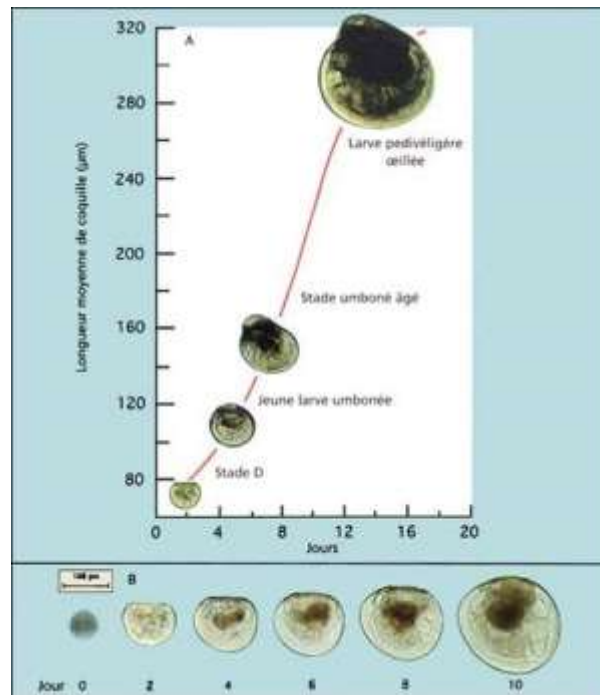 A
320
280
240
200
160
120
80
Longueur moyenne de coquille (µm)
Larve pedivéligère
œillée
Stade umboné âgé
Jeune larve umbonée
Stade D
0 4 8 12 16 20
Jours
B
Jour 0 2 4 6 8 10